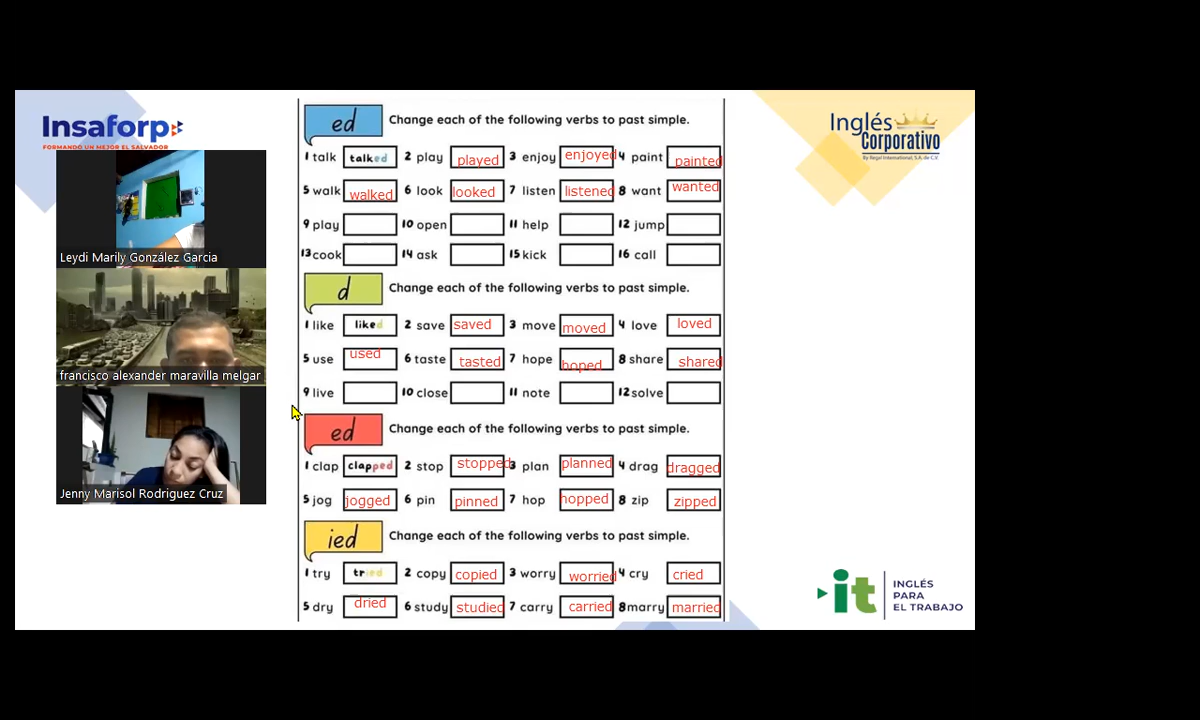 Insaforp
FORMANDO UN MEJOR EL SALVADOR
Inglés
Corporativo
By Regal International, S.A. de C.V.
Leydi Marily González Garcia
francisco alexander maravilla melgar
Jenny Marisol Rodriguez Cruz
ed Change each of the following verbs to past simple.
1 talk talked 2 play played 3 enjoy enjoyed 4 paint painted
5 walk walked 6 look looked 7 listen listened 8 want wanted
9 play 10 open 11 help 12 jump
13 cook 14 ask 15 kick 16 call
d Change each of the following verbs to past simple.
1 like liked 2 save saved 3 move moved 4 love loved
5 use used 6 taste tasted 7 hope hoped 8 share shared
9 live 10 close 11 note 12 solve
ed Change each of the following verbs to past simple.
1 clap clapped 2 stop stopped 3 plan planned 4 drag dragged
5 jog jogged 6 pin pinned 7 hop hopped 8 zip zipped
ied Change each of the following verbs to past simple.
1 try tried 2 copy copied 3 worry worried 4 cry cried
5 dry dried 6 study studied 7 carry carried 8 marry married
it
INGLÉS
PARA
EL TRABAJO